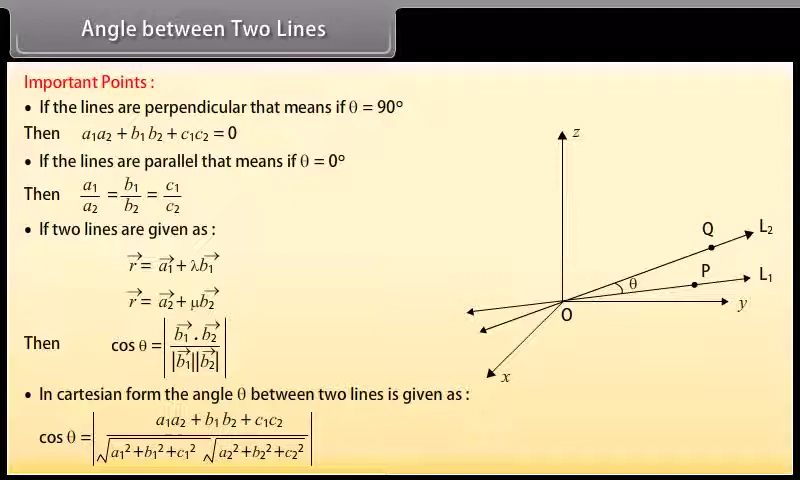 Angle between Two Lines
Important Points :
• If the lines are perpendicular that means if θ = 90°
Then a₁a₂ + b₁b₂ + c₁c₂ = 0
• If the lines are parallel that means if θ = 0°
Then a₁/a₂ = b₁/b₂ = c₁/c₂
• If two lines are given as :
r⃗ = a⃗₁ + λb⃗₁
r⃗ = a⃗₂ + μb⃗₂
Then cos θ = |b⃗₁ . b⃗₂ / |b⃗₁||b⃗₂||
• In cartesian form the angle θ between two lines is given as :
cos θ = |a₁a₂ + b₁b₂ + c₁c₂ / √(a₁²+b₁²+c₁²) √(a₂²+b₂²+c₂²)|
z
Q L₂
P L₁
θ
O y
x